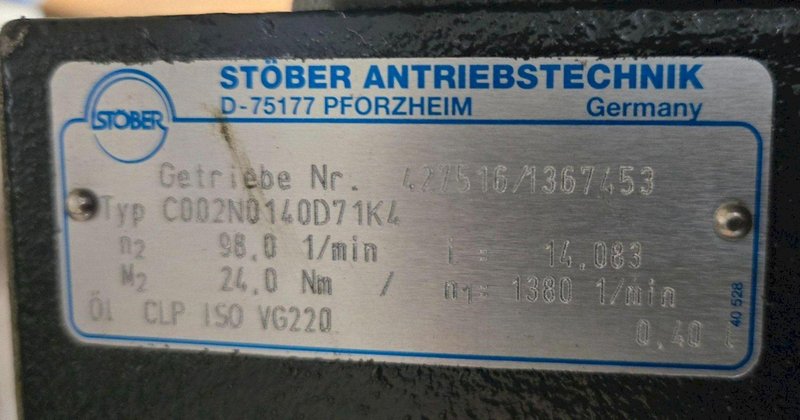 STÖBER ANTRIEBSTECHNIK
STÖBER
D-75177 PFORZHEIM Germany
Getriebe Nr. 427516/1367453
Typ C002N0140D71K4
n2 98,0 1/min i = 14,083
M2 24,0 Nm / n1= 1380 1/min
Öl CLP ISO VG220 0,40
40 528